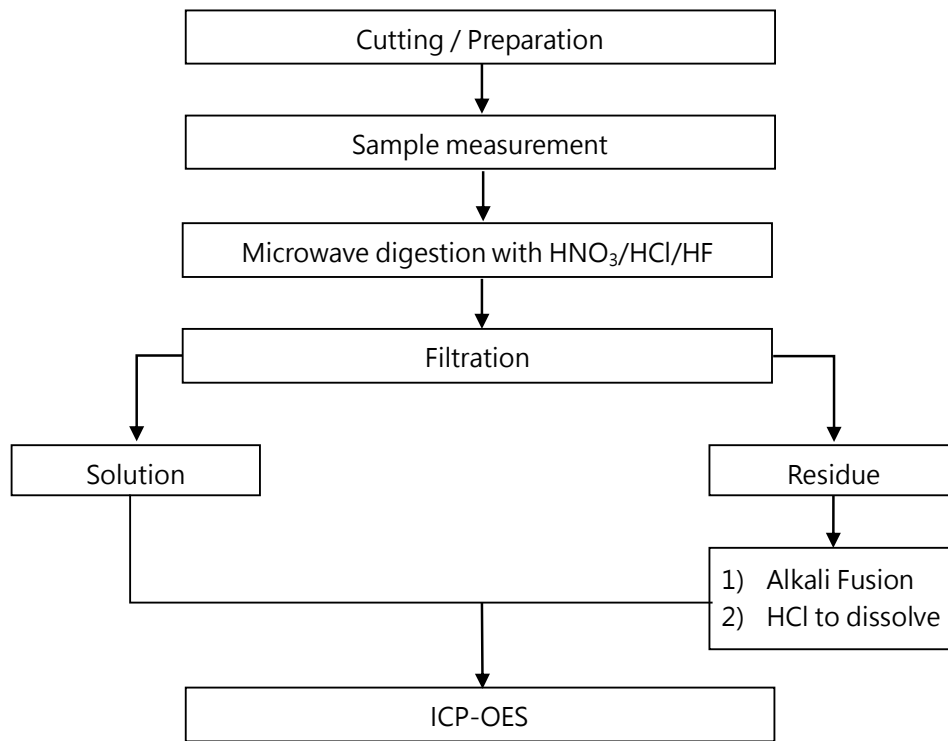 Cutting / Preparation
Sample measurement
Microwave digestion with HNO₃/HCl/HF
Filtration
Solution
Residue
1) Alkali Fusion
2) HCl to dissolve
ICP-OES